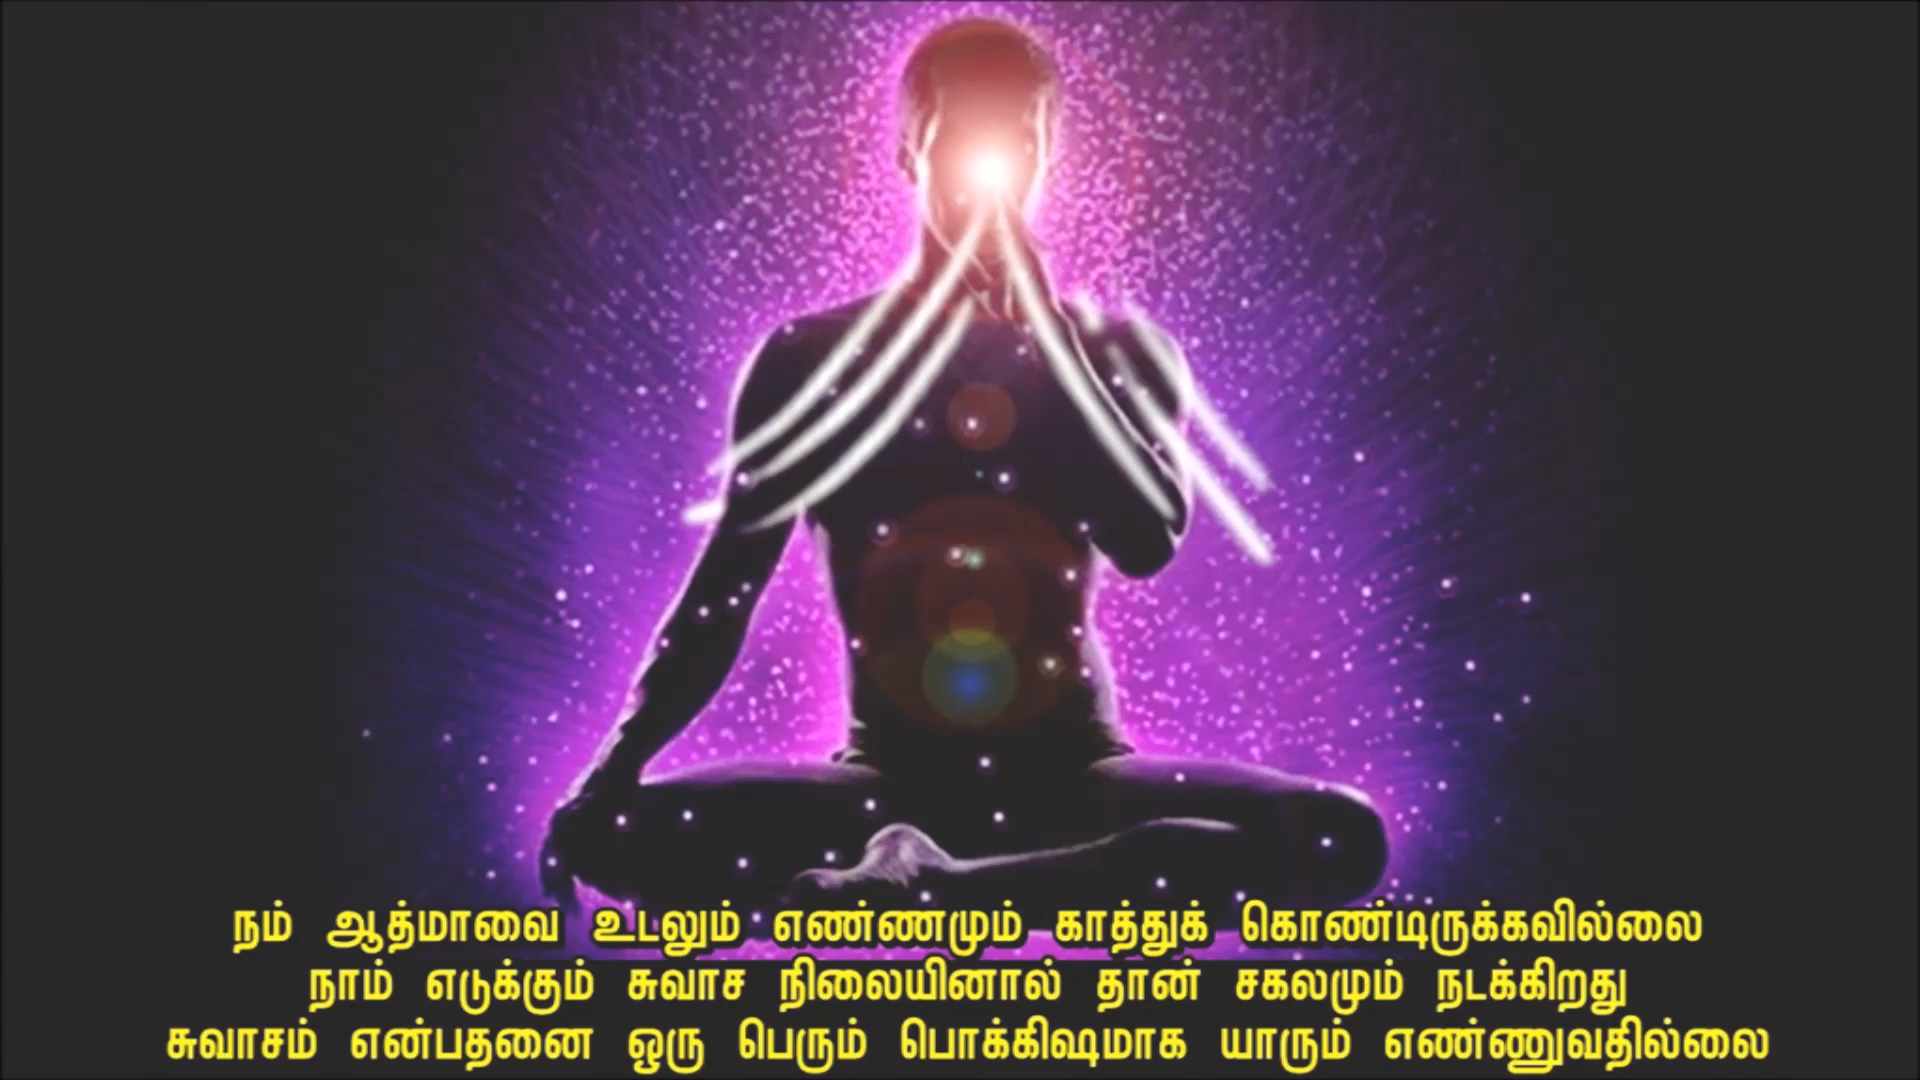 நம் ஆத்மாவை உடலும் எண்ணமும் காத்துக் கொண்டிருக்கவில்லை
நாம் எடுக்கும் சுவாச நிலையினால் தான் சகலமும் நடக்கிறது
சுவாசம் என்பதனை ஒரு பெரும் பொக்கிஷமாக யாரும் எண்ணுவதில்லை